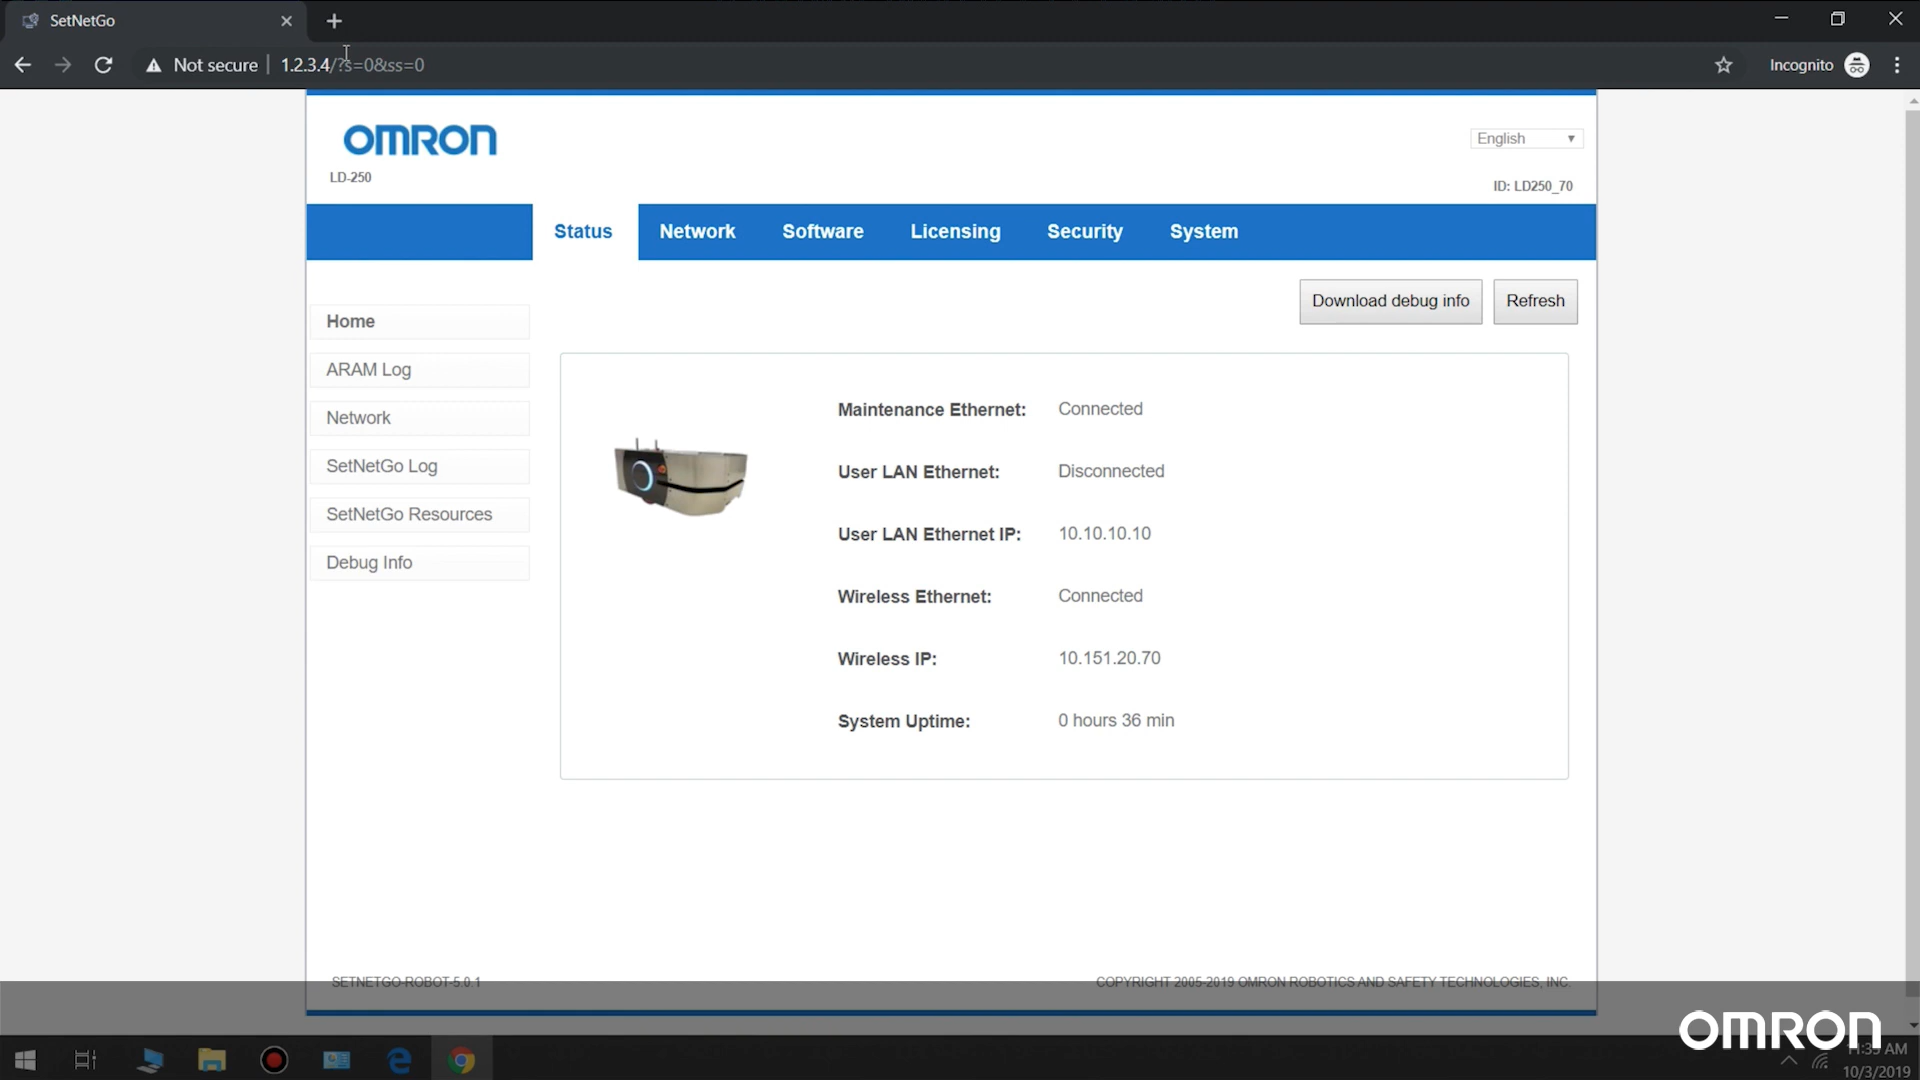 SetNetGo
Not secure | 1.2.3.4/?s=0&ss=0
Incognito
OMRON
English
LD-250
ID: LD250_70
Status Network Software Licensing Security System
Download debug info Refresh
Home
ARAM Log
Network
SetNetGo Log
SetNetGo Resources
Debug Info
Maintenance Ethernet: Connected
User LAN Ethernet: Disconnected
User LAN Ethernet IP: 10.10.10.10
Wireless Ethernet: Connected
Wireless IP: 10.151.20.70
System Uptime: 0 hours 36 min
SETNETGO-ROBOT-5.0.1
COPYRIGHT 2005-2019 OMRON ROBOTICS AND SAFETY TECHNOLOGIES, INC.
OMRON
11:35 AM
10/3/2019